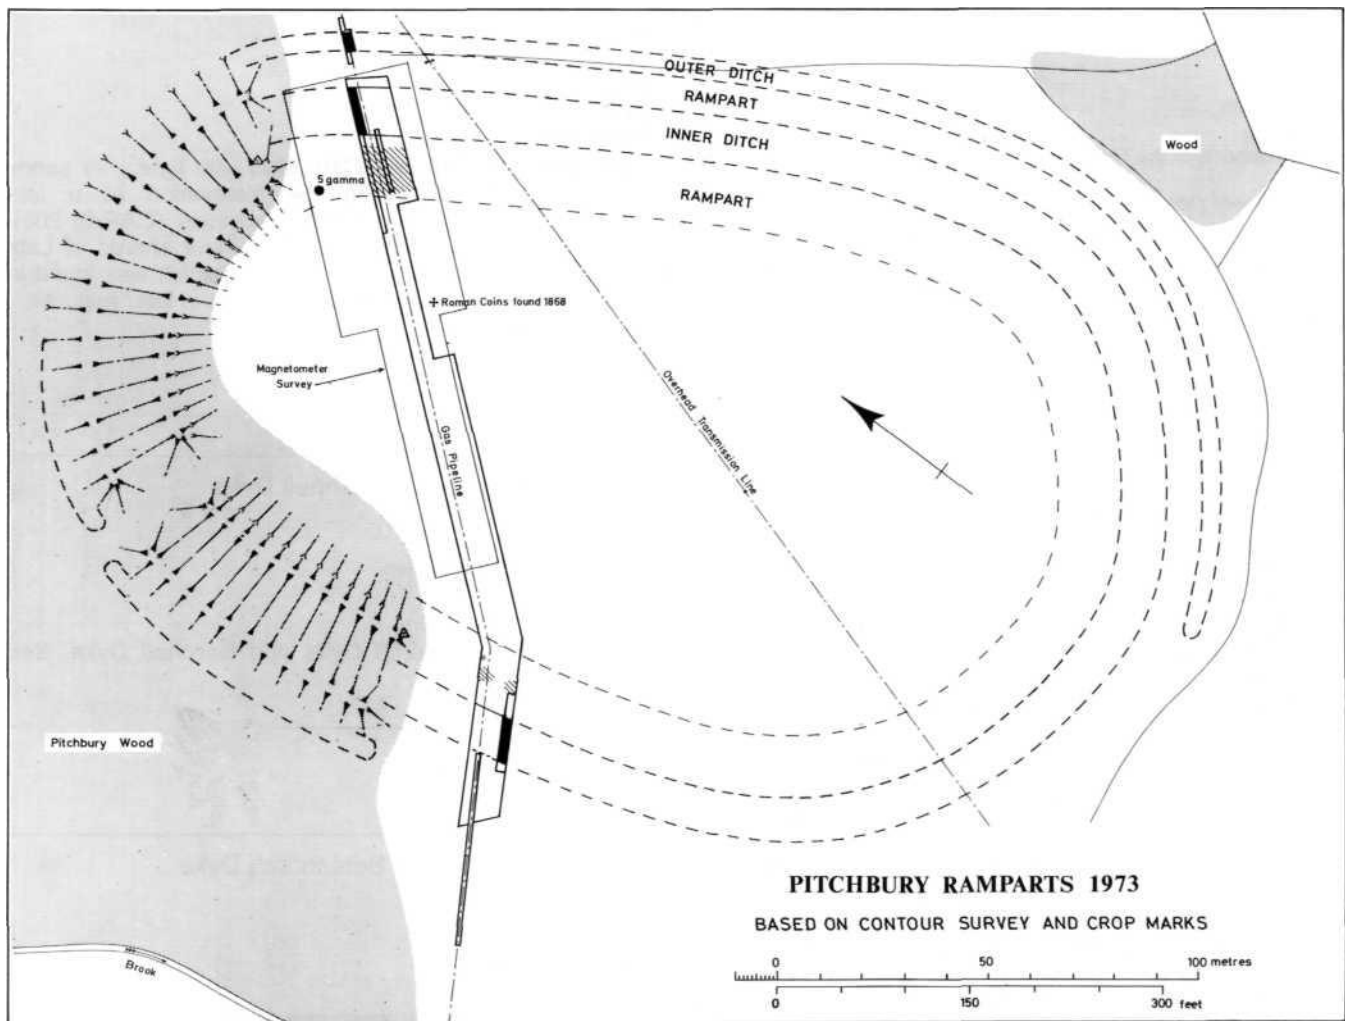 OUTER DITCH
RAMPART
INNER DITCH
Wood
5 gamma
RAMPART
Roman Coins found 1868
Magnetometer
Survey
Overhead Transmission Line
Gas Pipeline
Pitchbury Wood
Brook
PITCHBURY RAMPARTS 1973
BASED ON CONTOUR SURVEY AND CROP MARKS
0 50 100 metres
0 150 300 feet